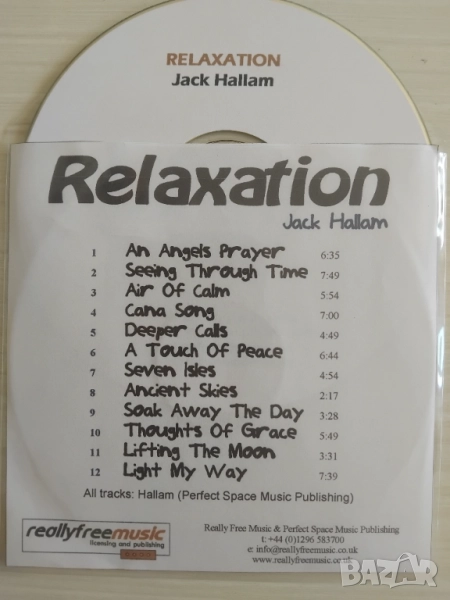 RELAXATION
Jack Hallam
Relaxation
Jack Hallam
1 An Angels Prayer 6:35
2 Seeing Through Time 7:49
3 Air Of Calm 5:54
4 Cana Song 7:00
5 Deeper Calls 4:49
6 A Touch Of Peace 6:44
7 Seven Isles 4:54
8 Ancient Skies 2:17
9 Soak Away The Day 3:28
10 Thoughts Of Grace 5:49
11 Lifting The Moon 3:31
12 Light My Way 7:39
All tracks: Hallam (Perfect Space Music Publishing)
reallyfreemusic
licensing and publishing
Really Free Music & Perfect Space Music Publishing
t: +44 (0)1296 583700
e: info@reallyfreemusic.co.uk
www.reallyfreemusic.co.uk
BAZAR